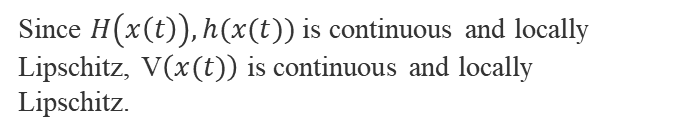 Since H(x(t)), h(x(t)) is continuous and locally
Lipschitz, V(x(t)) is continuous and locally
Lipschitz.